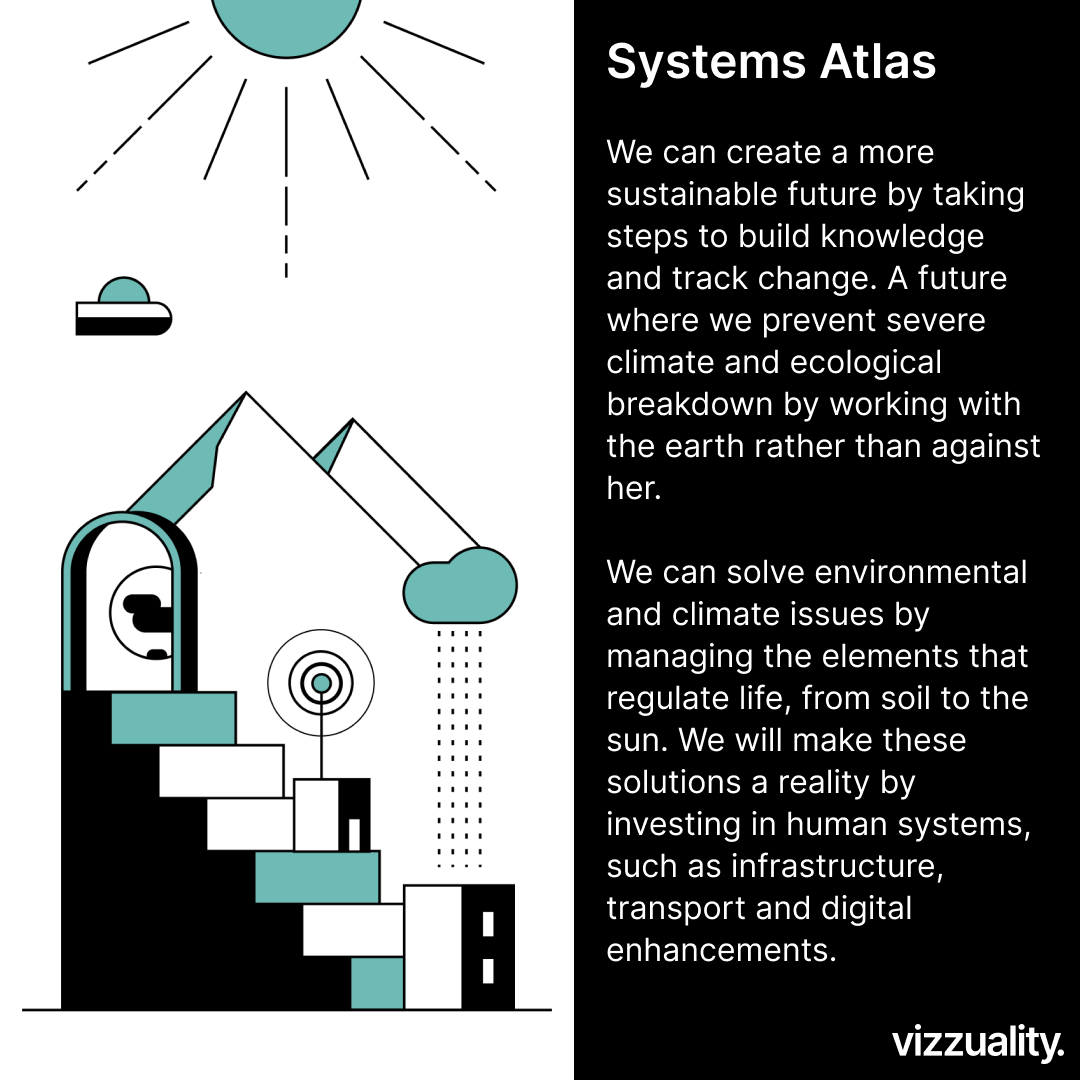 Systems Atlas
We can create a more
sustainable future by taking
steps to build knowledge
and track change. A future
where we prevent severe
climate and ecological
breakdown by working with
the earth rather than against
her.
We can solve environmental
and climate issues by
managing the elements that
regulate life, from soil to the
sun. We will make these
solutions a reality by
investing in human systems,
such as infrastructure,
transport and digital
enhancements.
vizzuality.